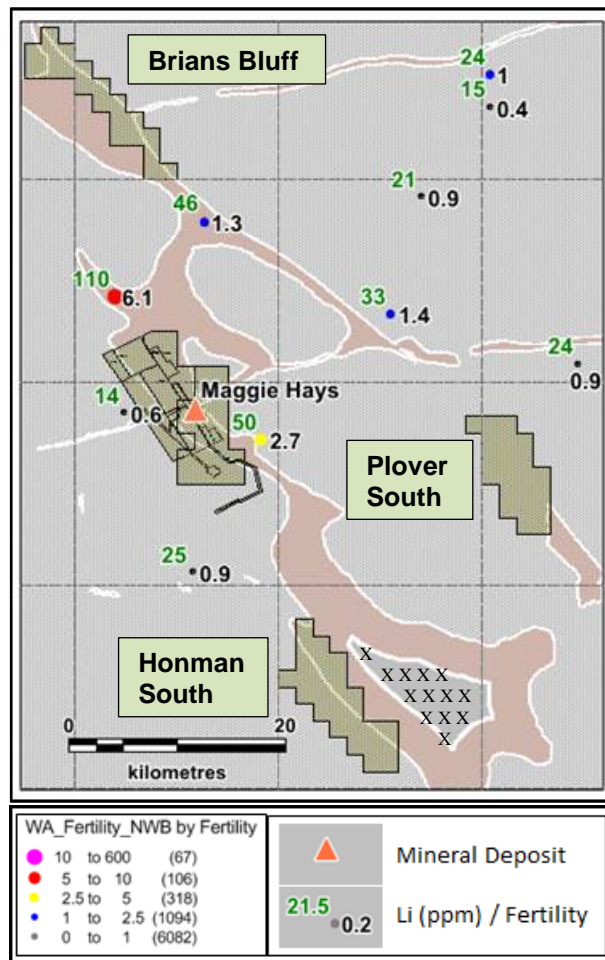 Brians Bluff
24
1
15
0.4
21
0.9
46
1.3
110
6.1
33
1.4
24
0.9
Maggie Hays
14
0.6
50
2.7
Plover
South
25
0.9
Honman
South
X
X X X X
X X X X
X X X
X
0 20
kilometres
WA_Fertility_NWB by Fertility
10 to 600 (67)
5 to 10 (106)
2.5 to 5 (318)
1 to 2.5 (1094)
0 to 1 (6082)
Mineral Deposit
21.5
0.2
Li (ppm) / Fertility